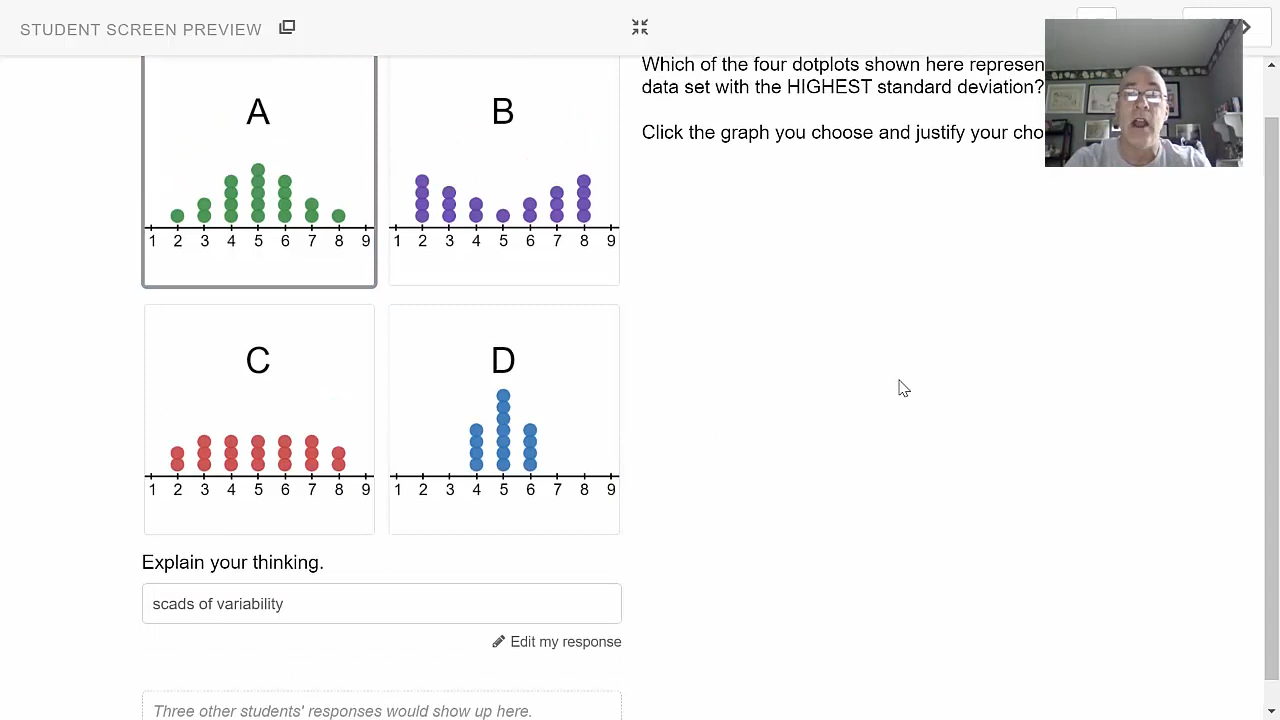 STUDENT SCREEN PREVIEW
Which of the four dotplots shown here
data set with the HIGHEST standard deviation?
Click the graph you choose and justify your
A
B
1 2 3 4 5 6 7 8 9
1 2 3 4 5 6 7 8 9
C
D
1 2 3 4 5 6 7 8 9
1 2 3 4 5 6 7 8 9
Explain your thinking.
scads of variability
Edit my response
Three other students' responses would show up here.